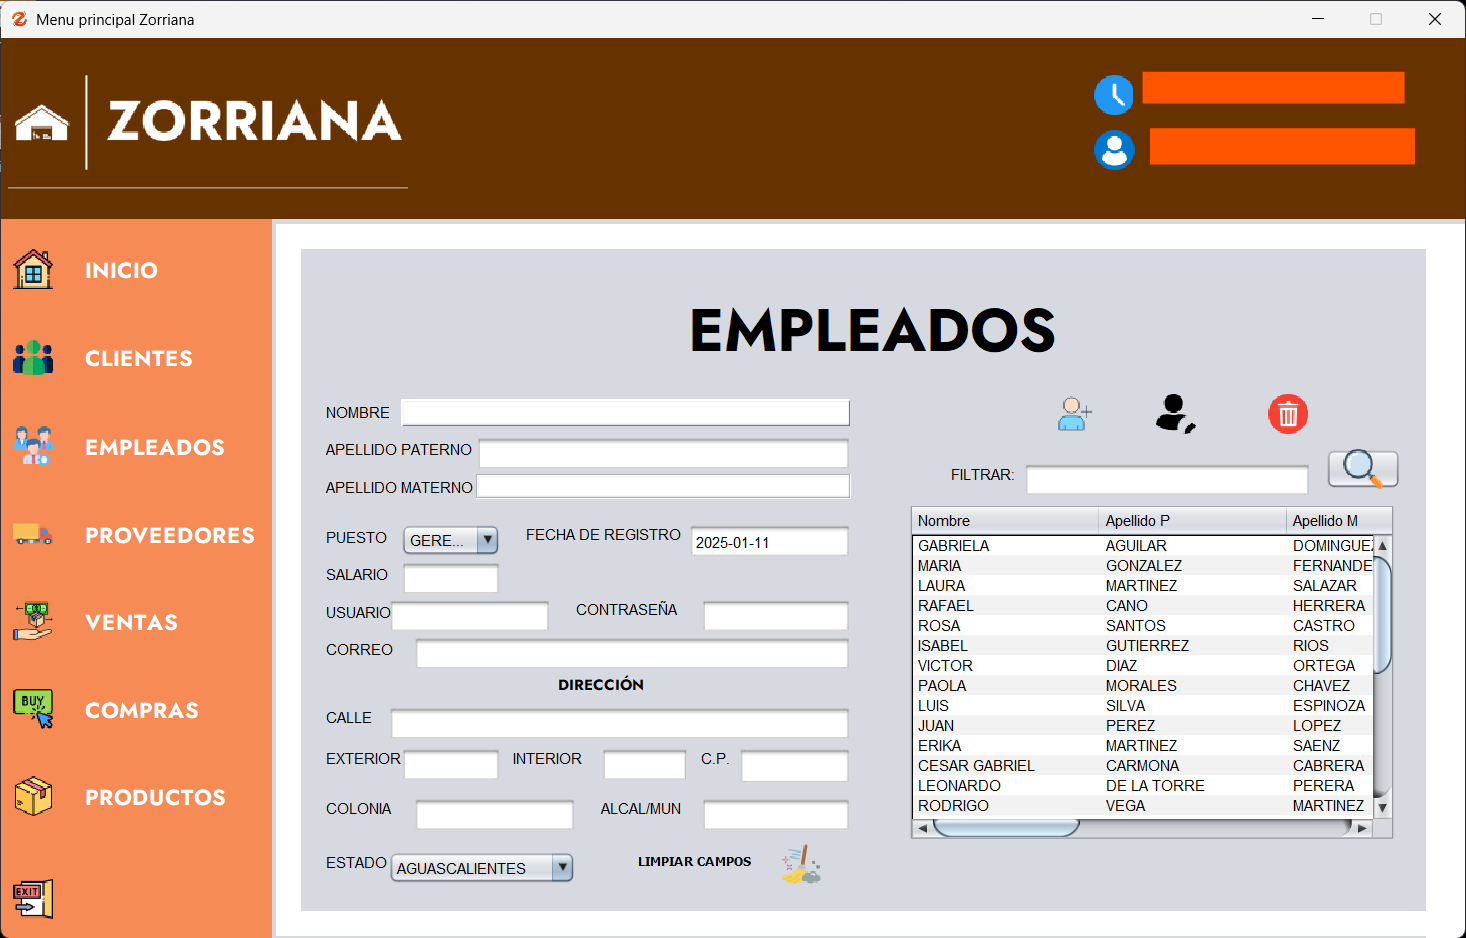 Menu principal Zorriana
ZORRIANA
INICIO
CLIENTES
EMPLEADOS
PROVEEDORES
VENTAS
BUY
COMPRAS
PRODUCTOS
EXIT
EMPLEADOS
NOMBRE
APELLIDO PATERNO
APELLIDO MATERNO
PUESTO GERE... FECHA DE REGISTRO 2025-01-11
SALARIO
USUARIO CONTRASEÑA
CORREO
DIRECCIÓN
CALLE
EXTERIOR INTERIOR C.P.
COLONIA ALCAL/MUN
ESTADO AGUASCALIENTES LIMPIAR CAMPOS
FILTRAR:
Nombre Apellido P Apellido M
GABRIELA AGUILAR DOMINGUEZ
MARIA GONZALEZ FERNANDE
LAURA MARTINEZ SALAZAR
RAFAEL CANO HERRERA
ROSA SANTOS CASTRO
ISABEL GUTIERREZ RIOS
VICTOR DIAZ ORTEGA
PAOLA MORALES CHAVEZ
LUIS SILVA ESPINOZA
JUAN PEREZ LOPEZ
ERIKA MARTINEZ SAENZ
CESAR GABRIEL CARMONA CABRERA
LEONARDO DE LA TORRE PERERA
RODRIGO VEGA MARTINEZ